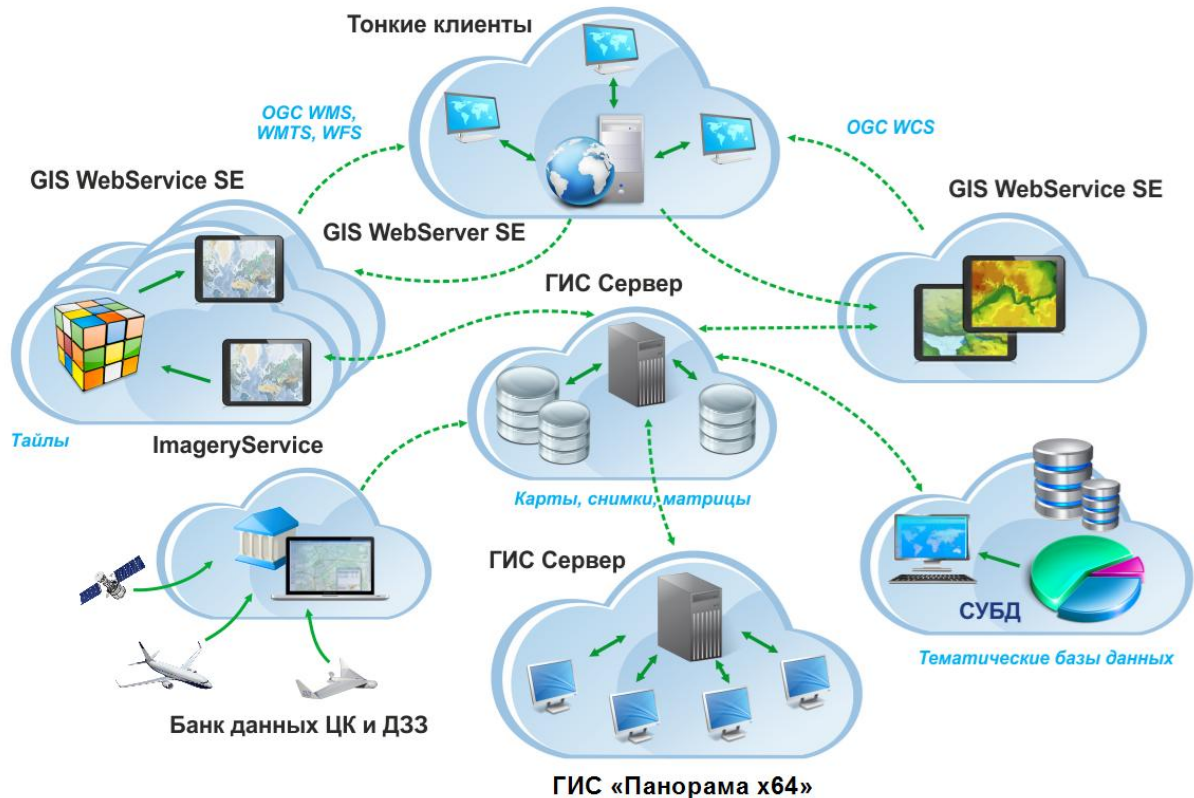 Тонкие клиенты
OGC WMS,
WMTS, WFS
OGC WCS
GIS WebService SE
GIS WebService SE
GIS WebServer SE
ГИС Сервер
Тайлы
ImageryService
Карты, снимки, матрицы
ГИС Сервер
СУБД
Тематические базы данных
Банк данных ЦК и ДЗЗ
ГИС «Панорама x64»